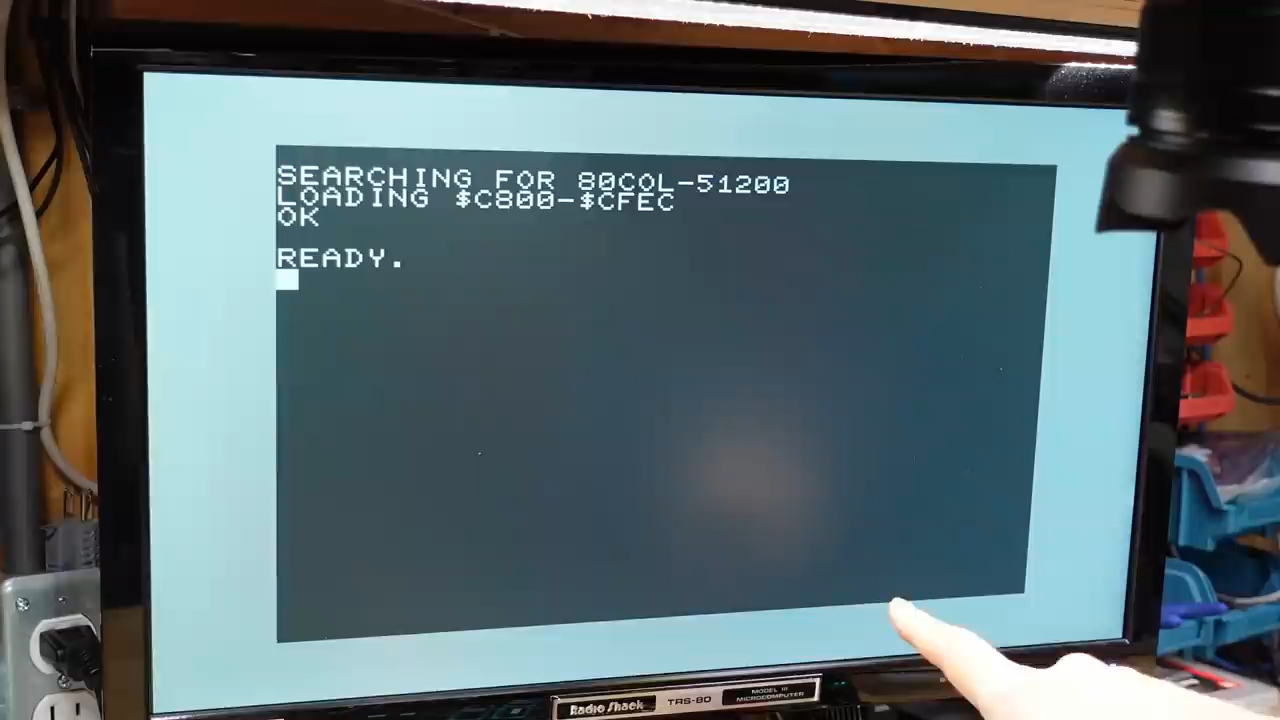 SEARCHING FOR 80COL-51200
LOADING $C800-$CFEC
OK
READY.
Radio Shack TRS-80 MODEL III
MICROCOMPUTER